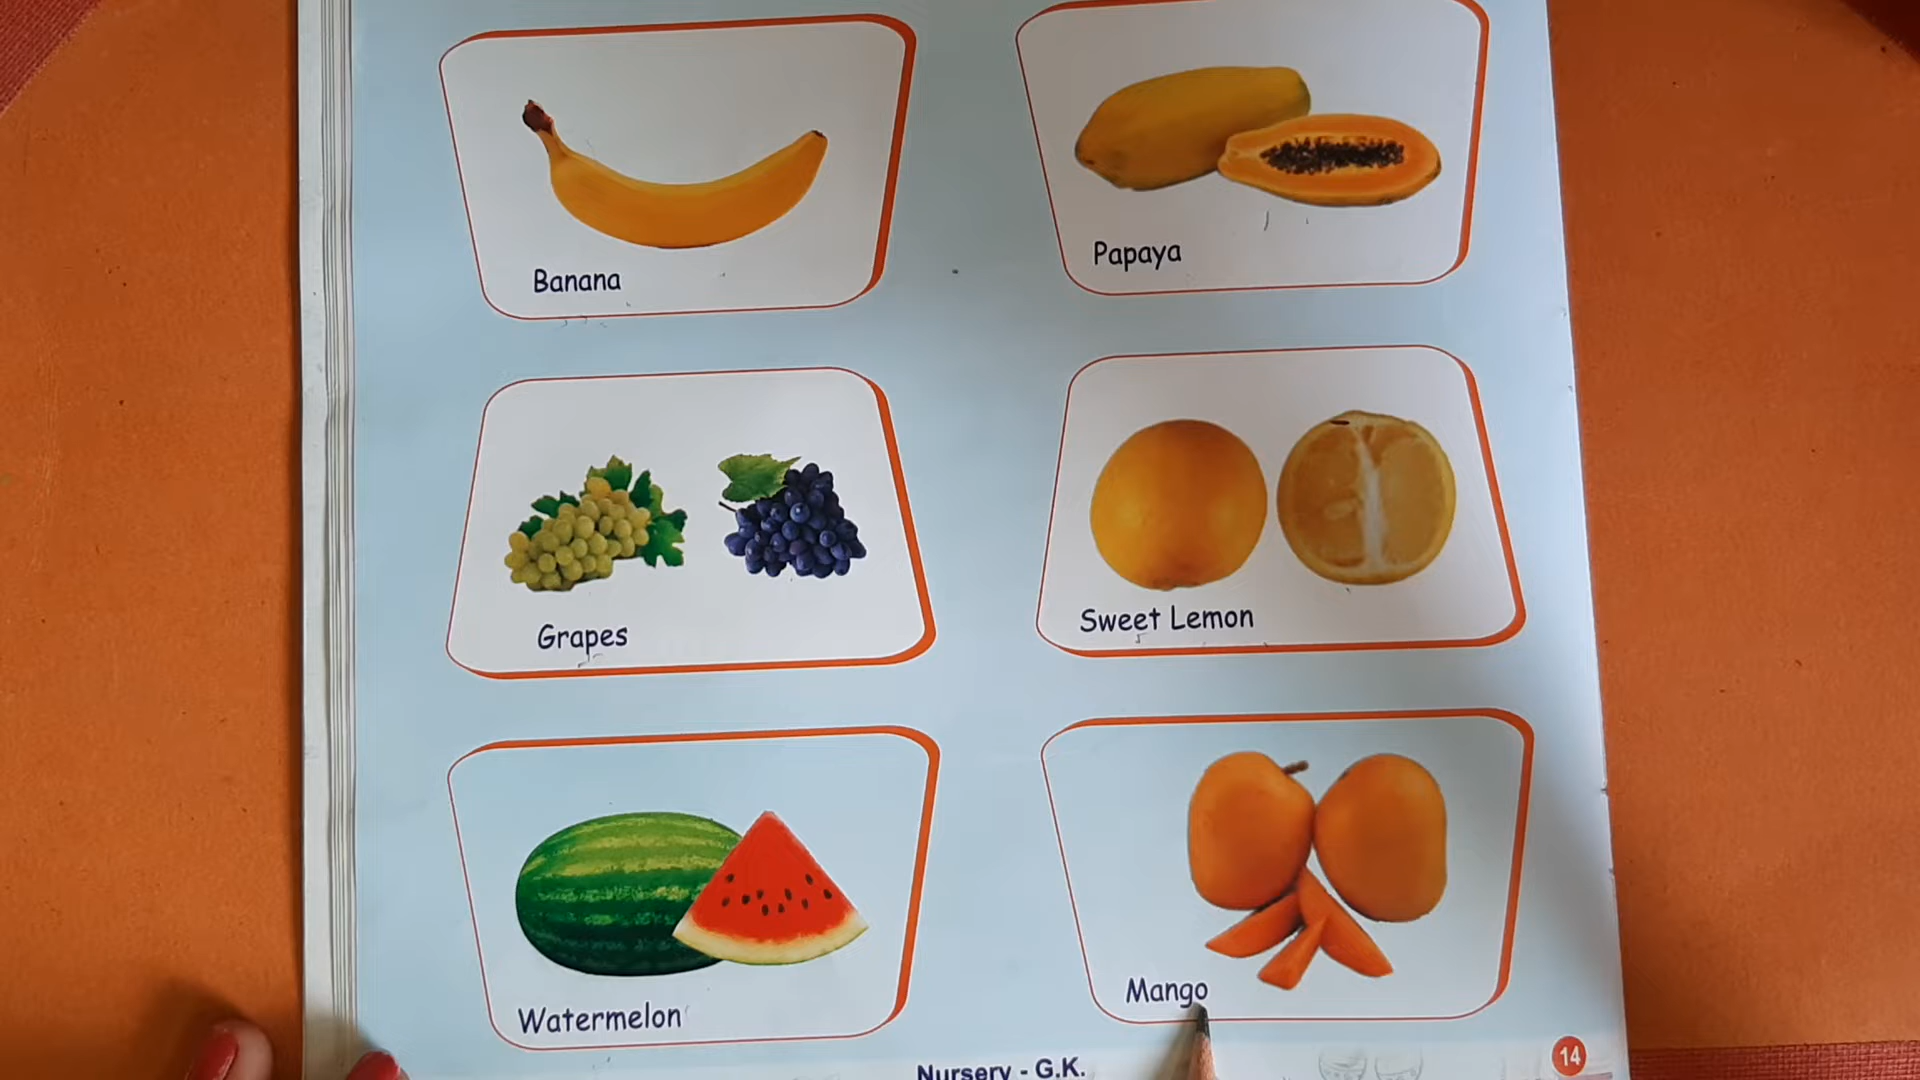 Banana
Papaya
Grapes
Sweet Lemon
Watermelon
Mango
Nursery - G.K.
14